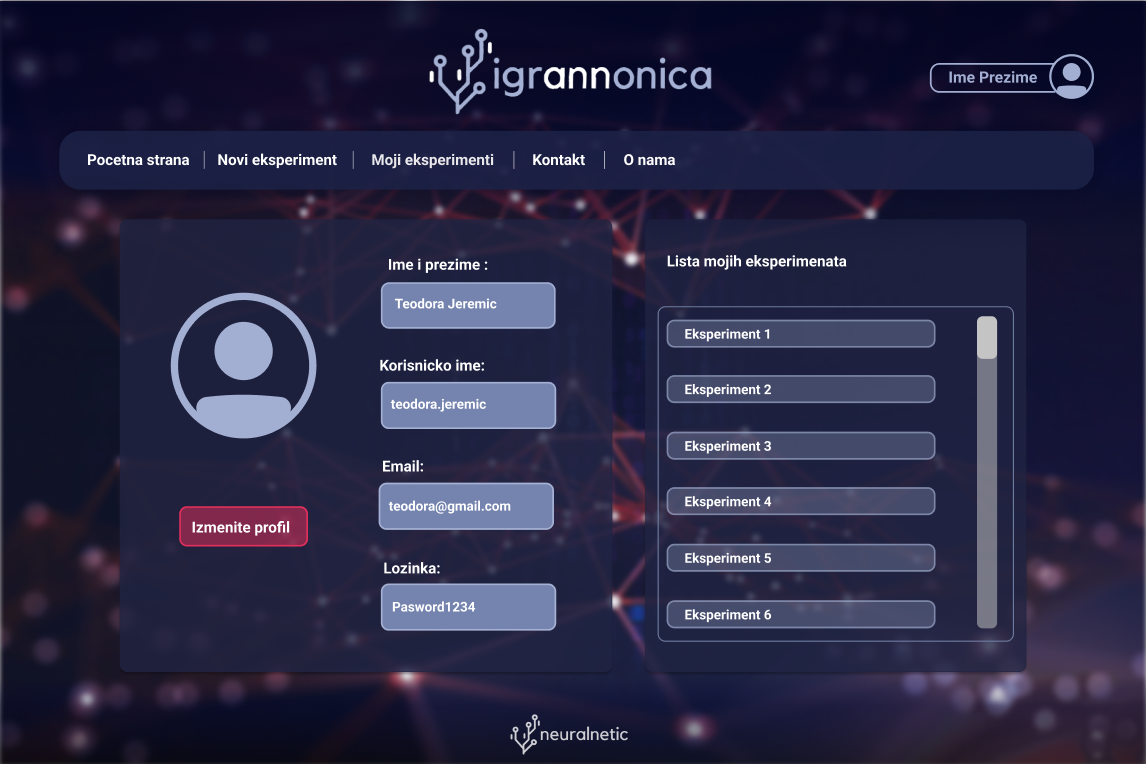 igrannonica
Ime Prezime
Pocetna strana
Novi eksperiment
Moji eksperimenti
Kontakt
O nama
Ime i prezime :
Teodora Jeremic
Korisnicko ime:
teodora.jeremic
Email:
teodora@gmail.com
Lozinka:
Pasword1234
Izmenite profil
Lista mojih eksperimenata
Eksperiment 1
Eksperiment 2
Eksperiment 3
Eksperiment 4
Eksperiment 5
Eksperiment 6
neuralnetic